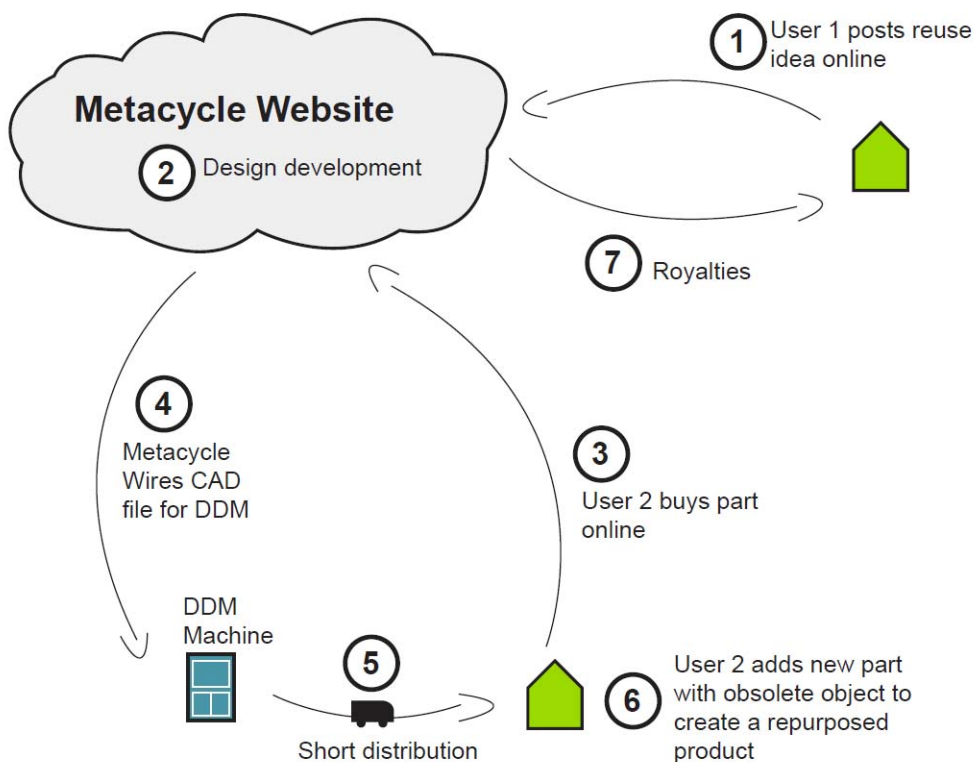 1
User 1 posts reuse
idea online
Metacycle Website
2
Design development
7
Royalties
4
Metacycle
Wires CAD
file for DDM
3
User 2 buys part
online
DDM
Machine
5
Short distribution
6
User 2 adds new part
with obsolete object to
create a repurposed
product